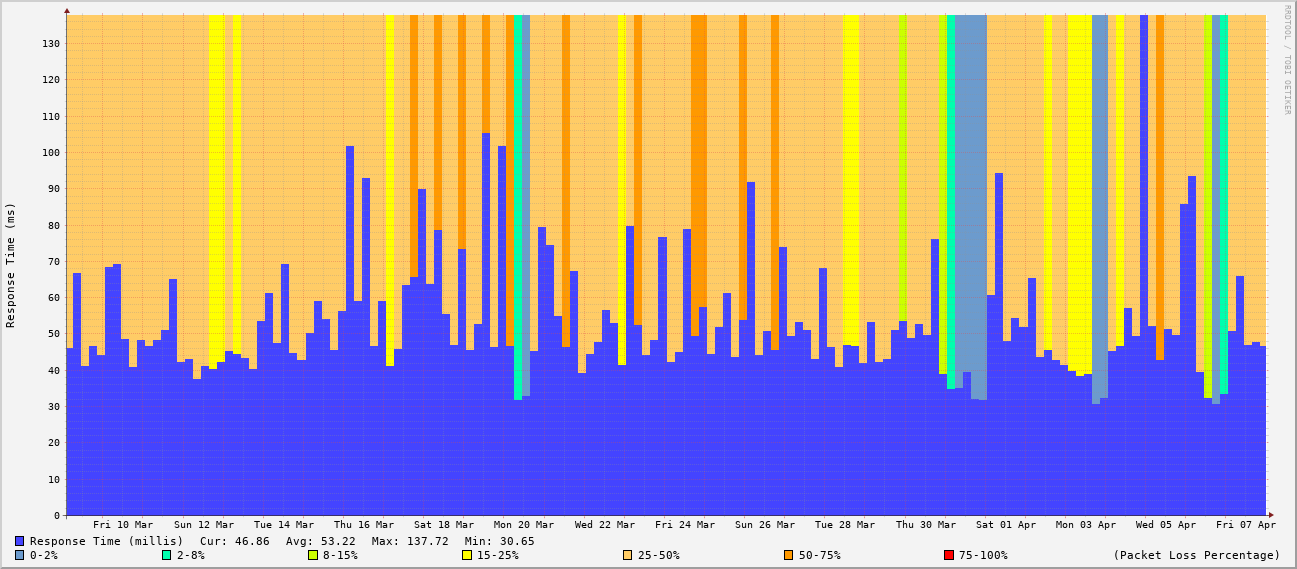 RRDTOOL / TOBI OETIKER
Response Time (ms)
130
120
110
100
90
80
70
60
50
40
30
20
10
0
Fri 10 Mar Sun 12 Mar Tue 14 Mar Thu 16 Mar Sat 18 Mar Mon 20 Mar Wed 22 Mar Fri 24 Mar Sun 26 Mar Tue 28 Mar Thu 30 Mar Sat 01 Apr Mon 03 Apr Wed 05 Apr Fri 07 Apr
Response Time (millis) Cur: 46.86 Avg: 53.22 Max: 137.72 Min: 30.65
0-2% 2-8% 8-15% 15-25% 25-50% 50-75% 75-100% (Packet Loss Percentage)